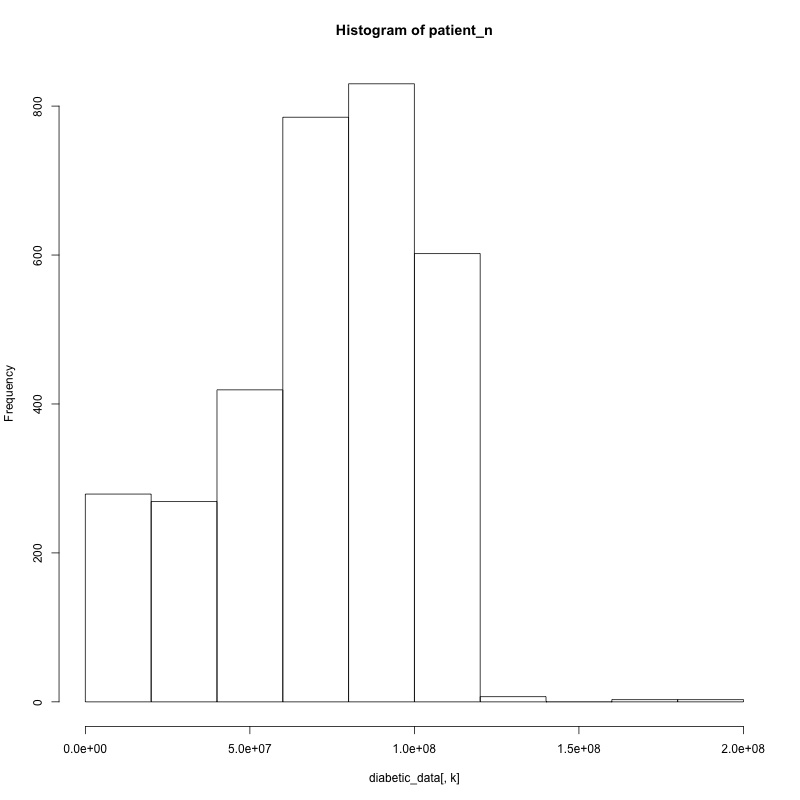 Histogram of patient_n
Frequency
800
600
400
200
0
0.0e+00 5.0e+07 1.0e+08 1.5e+08 2.0e+08
diabetic_data[, k]